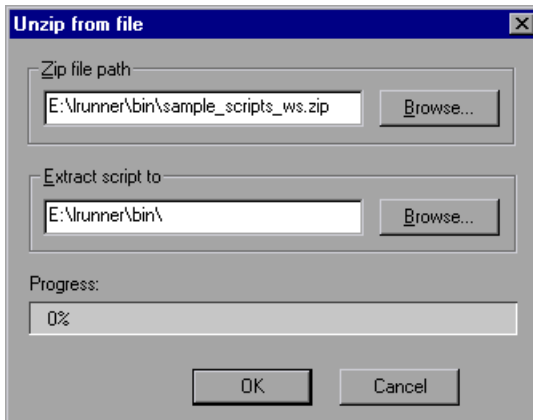 Unzip from file
Zip file path
E:\lrunner\bin\sample_scripts_ws.zip
Browse...
Extract script to
E:\lrunner\bin\
Browse...
Progress:
0%
OK
Cancel